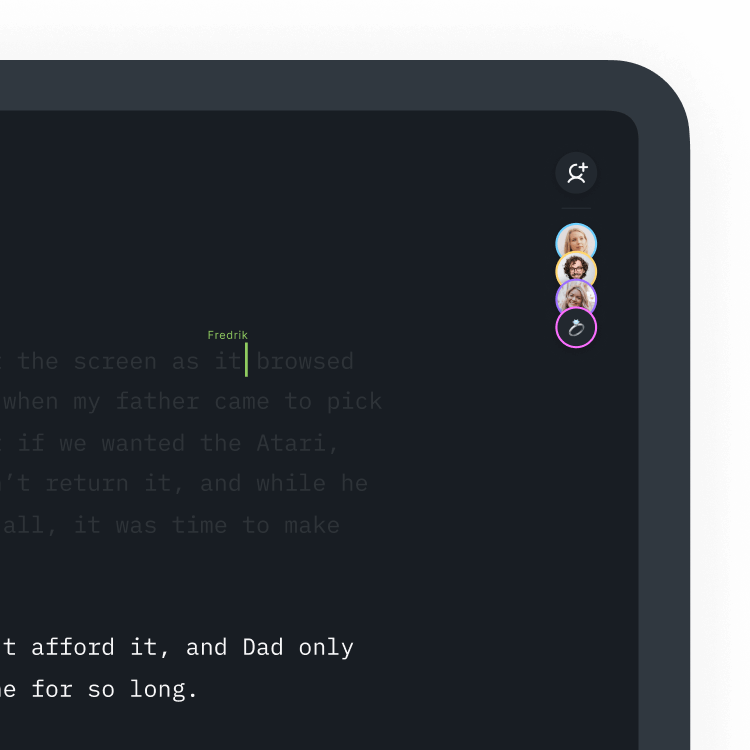 Fredrik
the screen as it browsed
when my father came to pick
if we wanted the Atari,
’t return it, and while he
all, it was time to make
t afford it, and Dad only
e for so long.